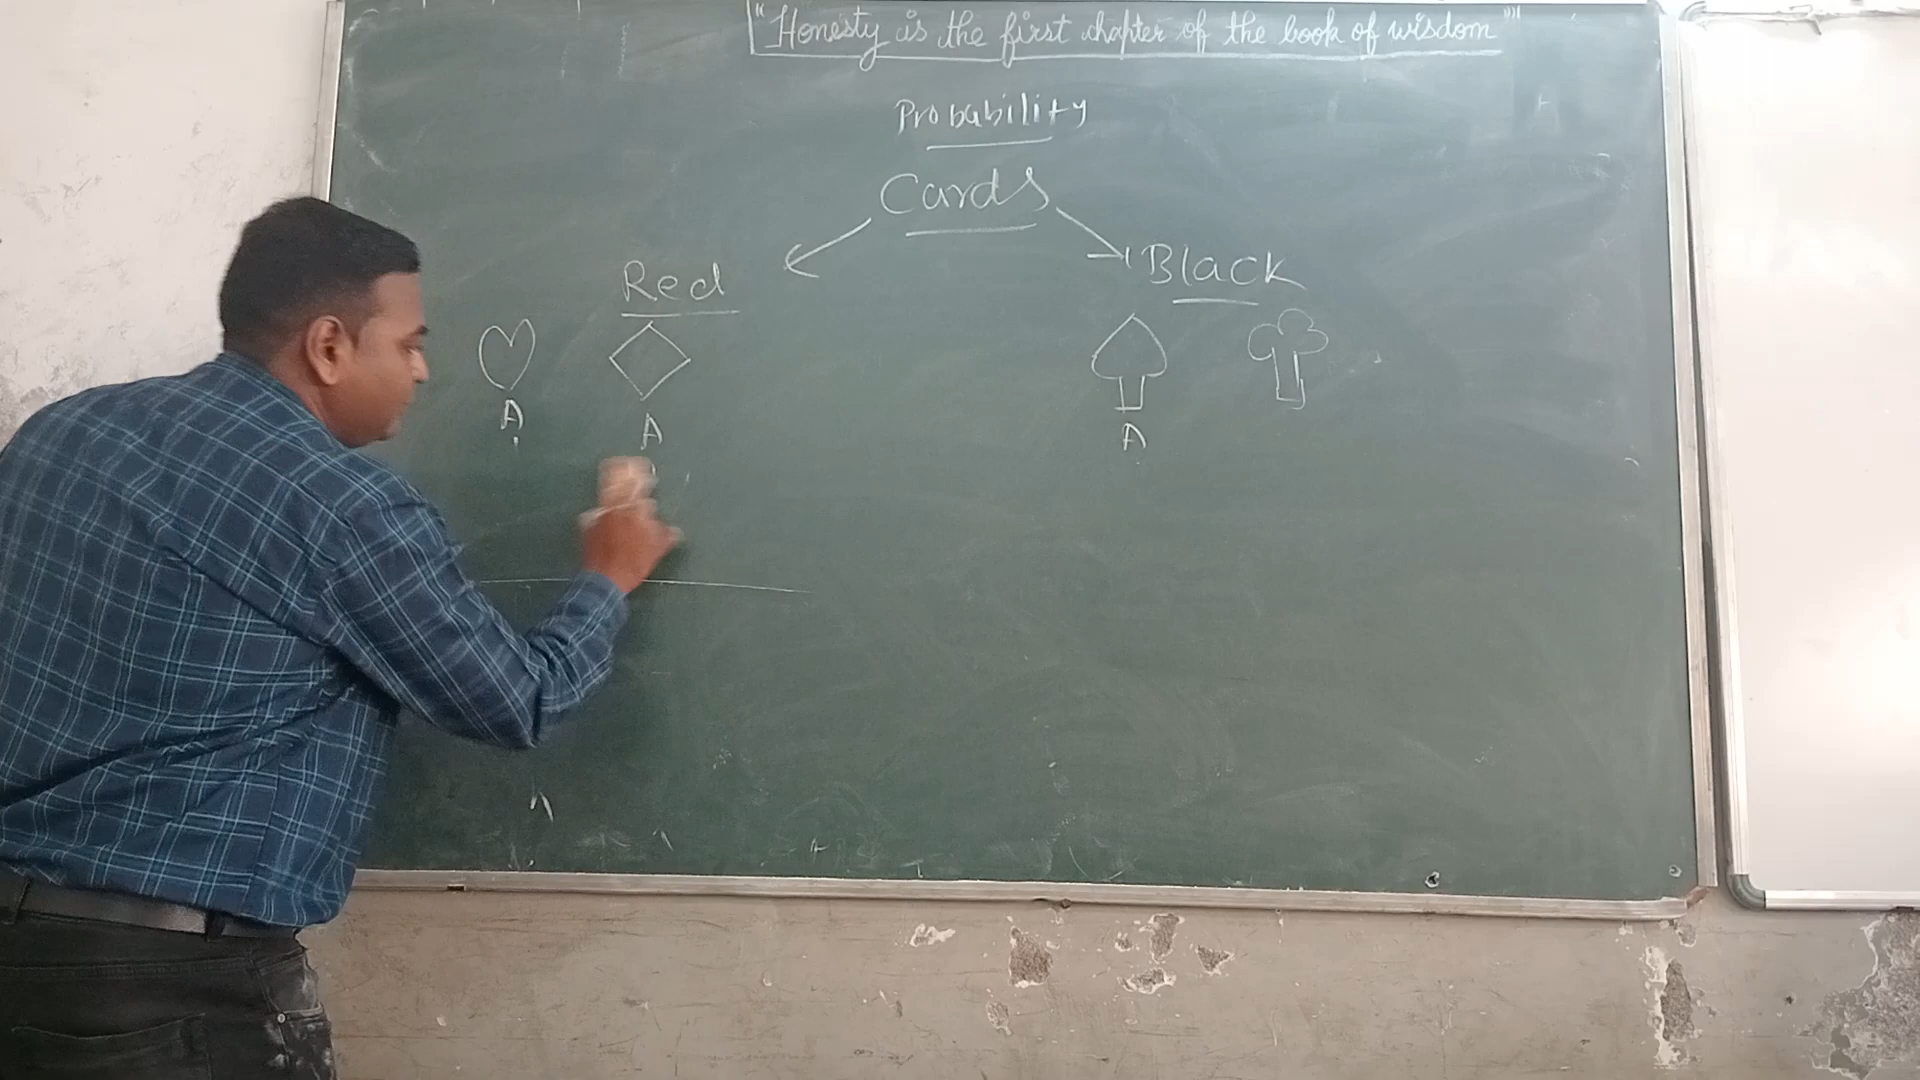 "Honesty is the first chapter of the book of wisdom"
Probability
Cards
Red
Black
A
A
A